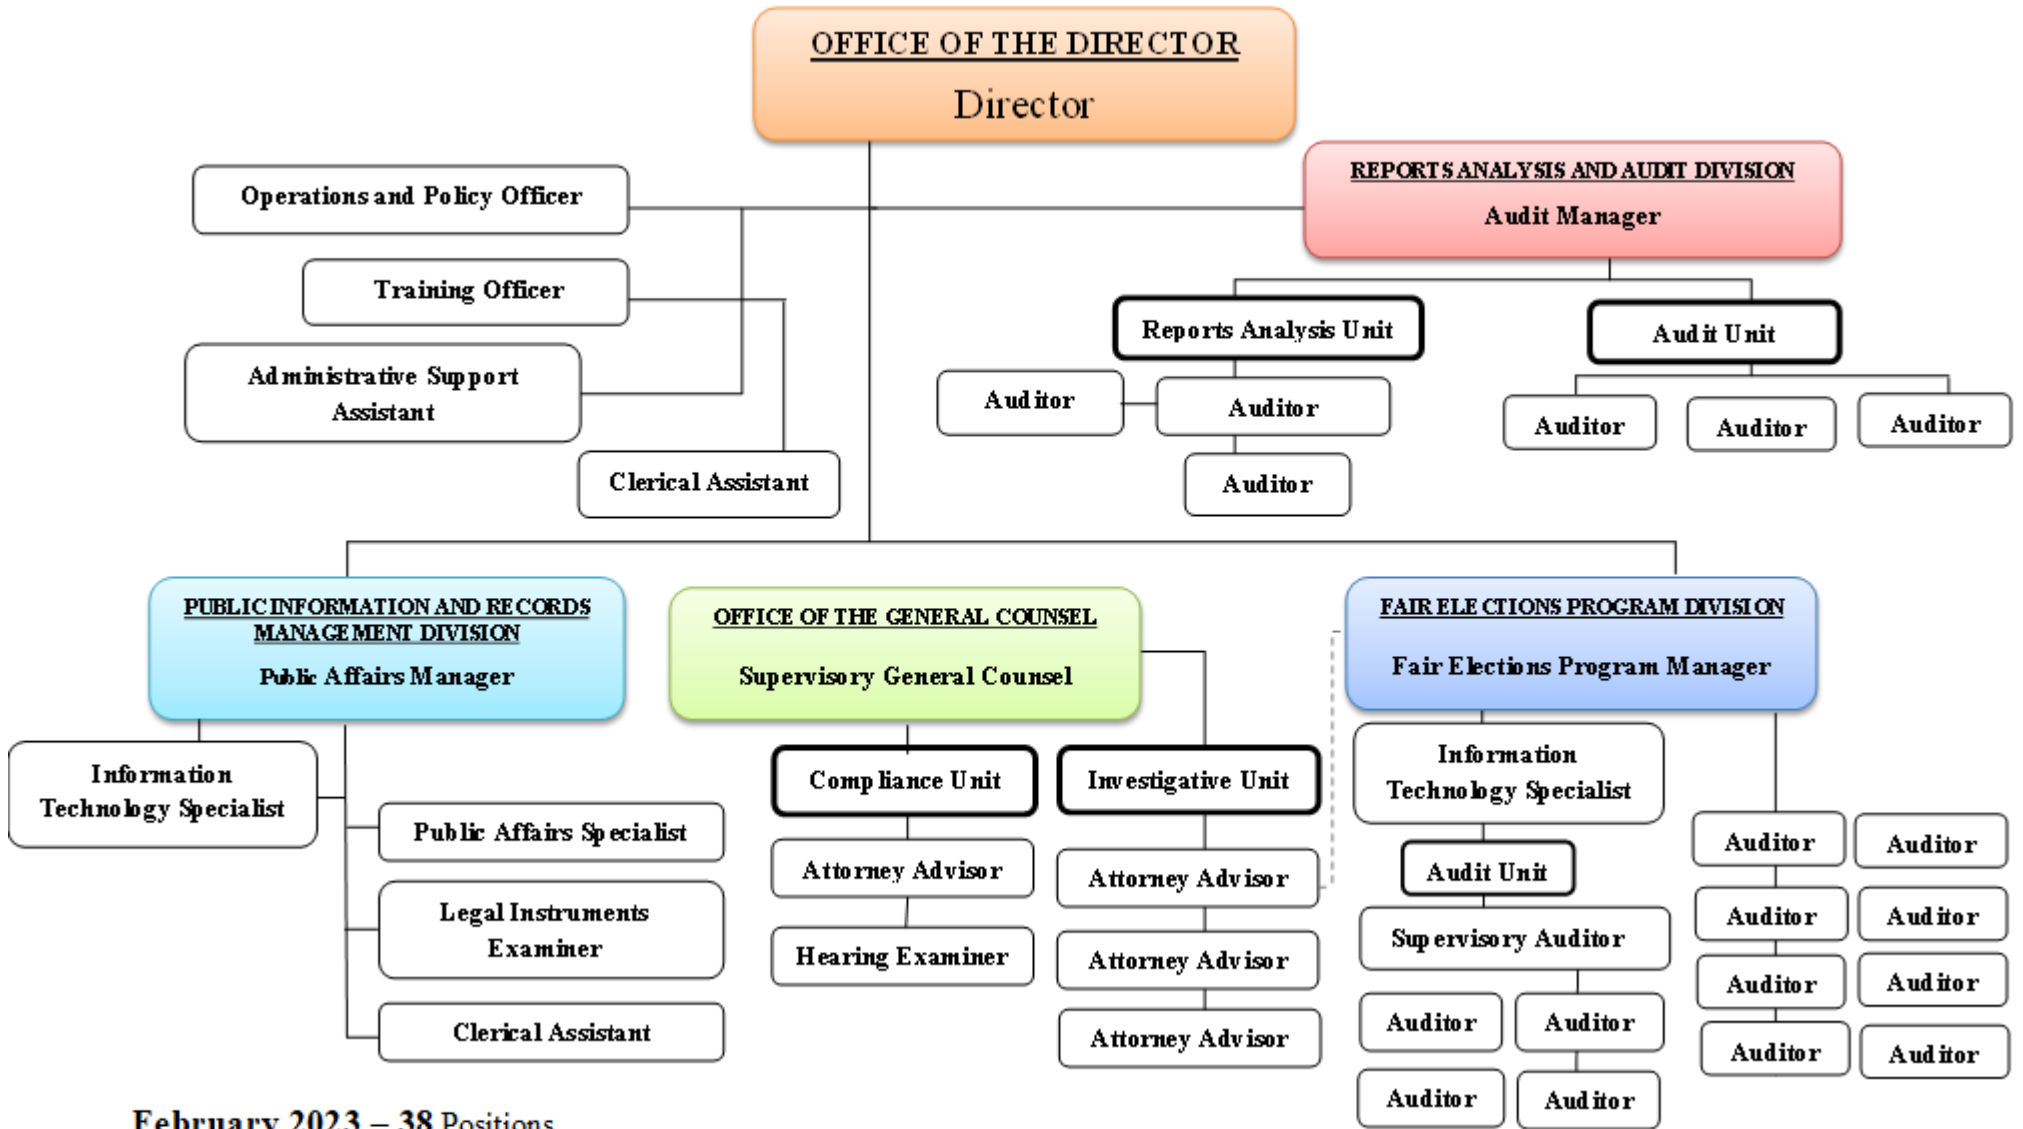 OFFICE OF THE DIRECTOR
Director
REPORTS ANALYSIS AND AUDIT DIVISION
Audit Manager
Operations and Policy Officer
Training Officer
Administrative Support
Assistant
Clerical Assistant
Reports Analysis Unit
Audit Unit
Auditor
Auditor
Auditor
Auditor
Auditor
Auditor
PUBLIC INFORMATION AND RECORDS
MANAGEMENT DIVISION
Public Affairs Manager
Information
Technology Specialist
Public Affairs Specialist
Legal Instruments
Examiner
Clerical Assistant
OFFICE OF THE GENERAL COUNSEL
Supervisory General Counsel
Compliance Unit
Attorney Advisor
Hearing Examiner
Investigative Unit
Attorney Advisor
Attorney Advisor
Attorney Advisor
FAIR ELECTIONS PROGRAM DIVISION
Fair Elections Program Manager
Information
Technology Specialist
Audit Unit
Supervisory Auditor
Auditor
Auditor
Auditor
Auditor
Auditor
Auditor
Auditor
Auditor
Auditor
Auditor
Auditor
Auditor
February 2023 – 38 Positions